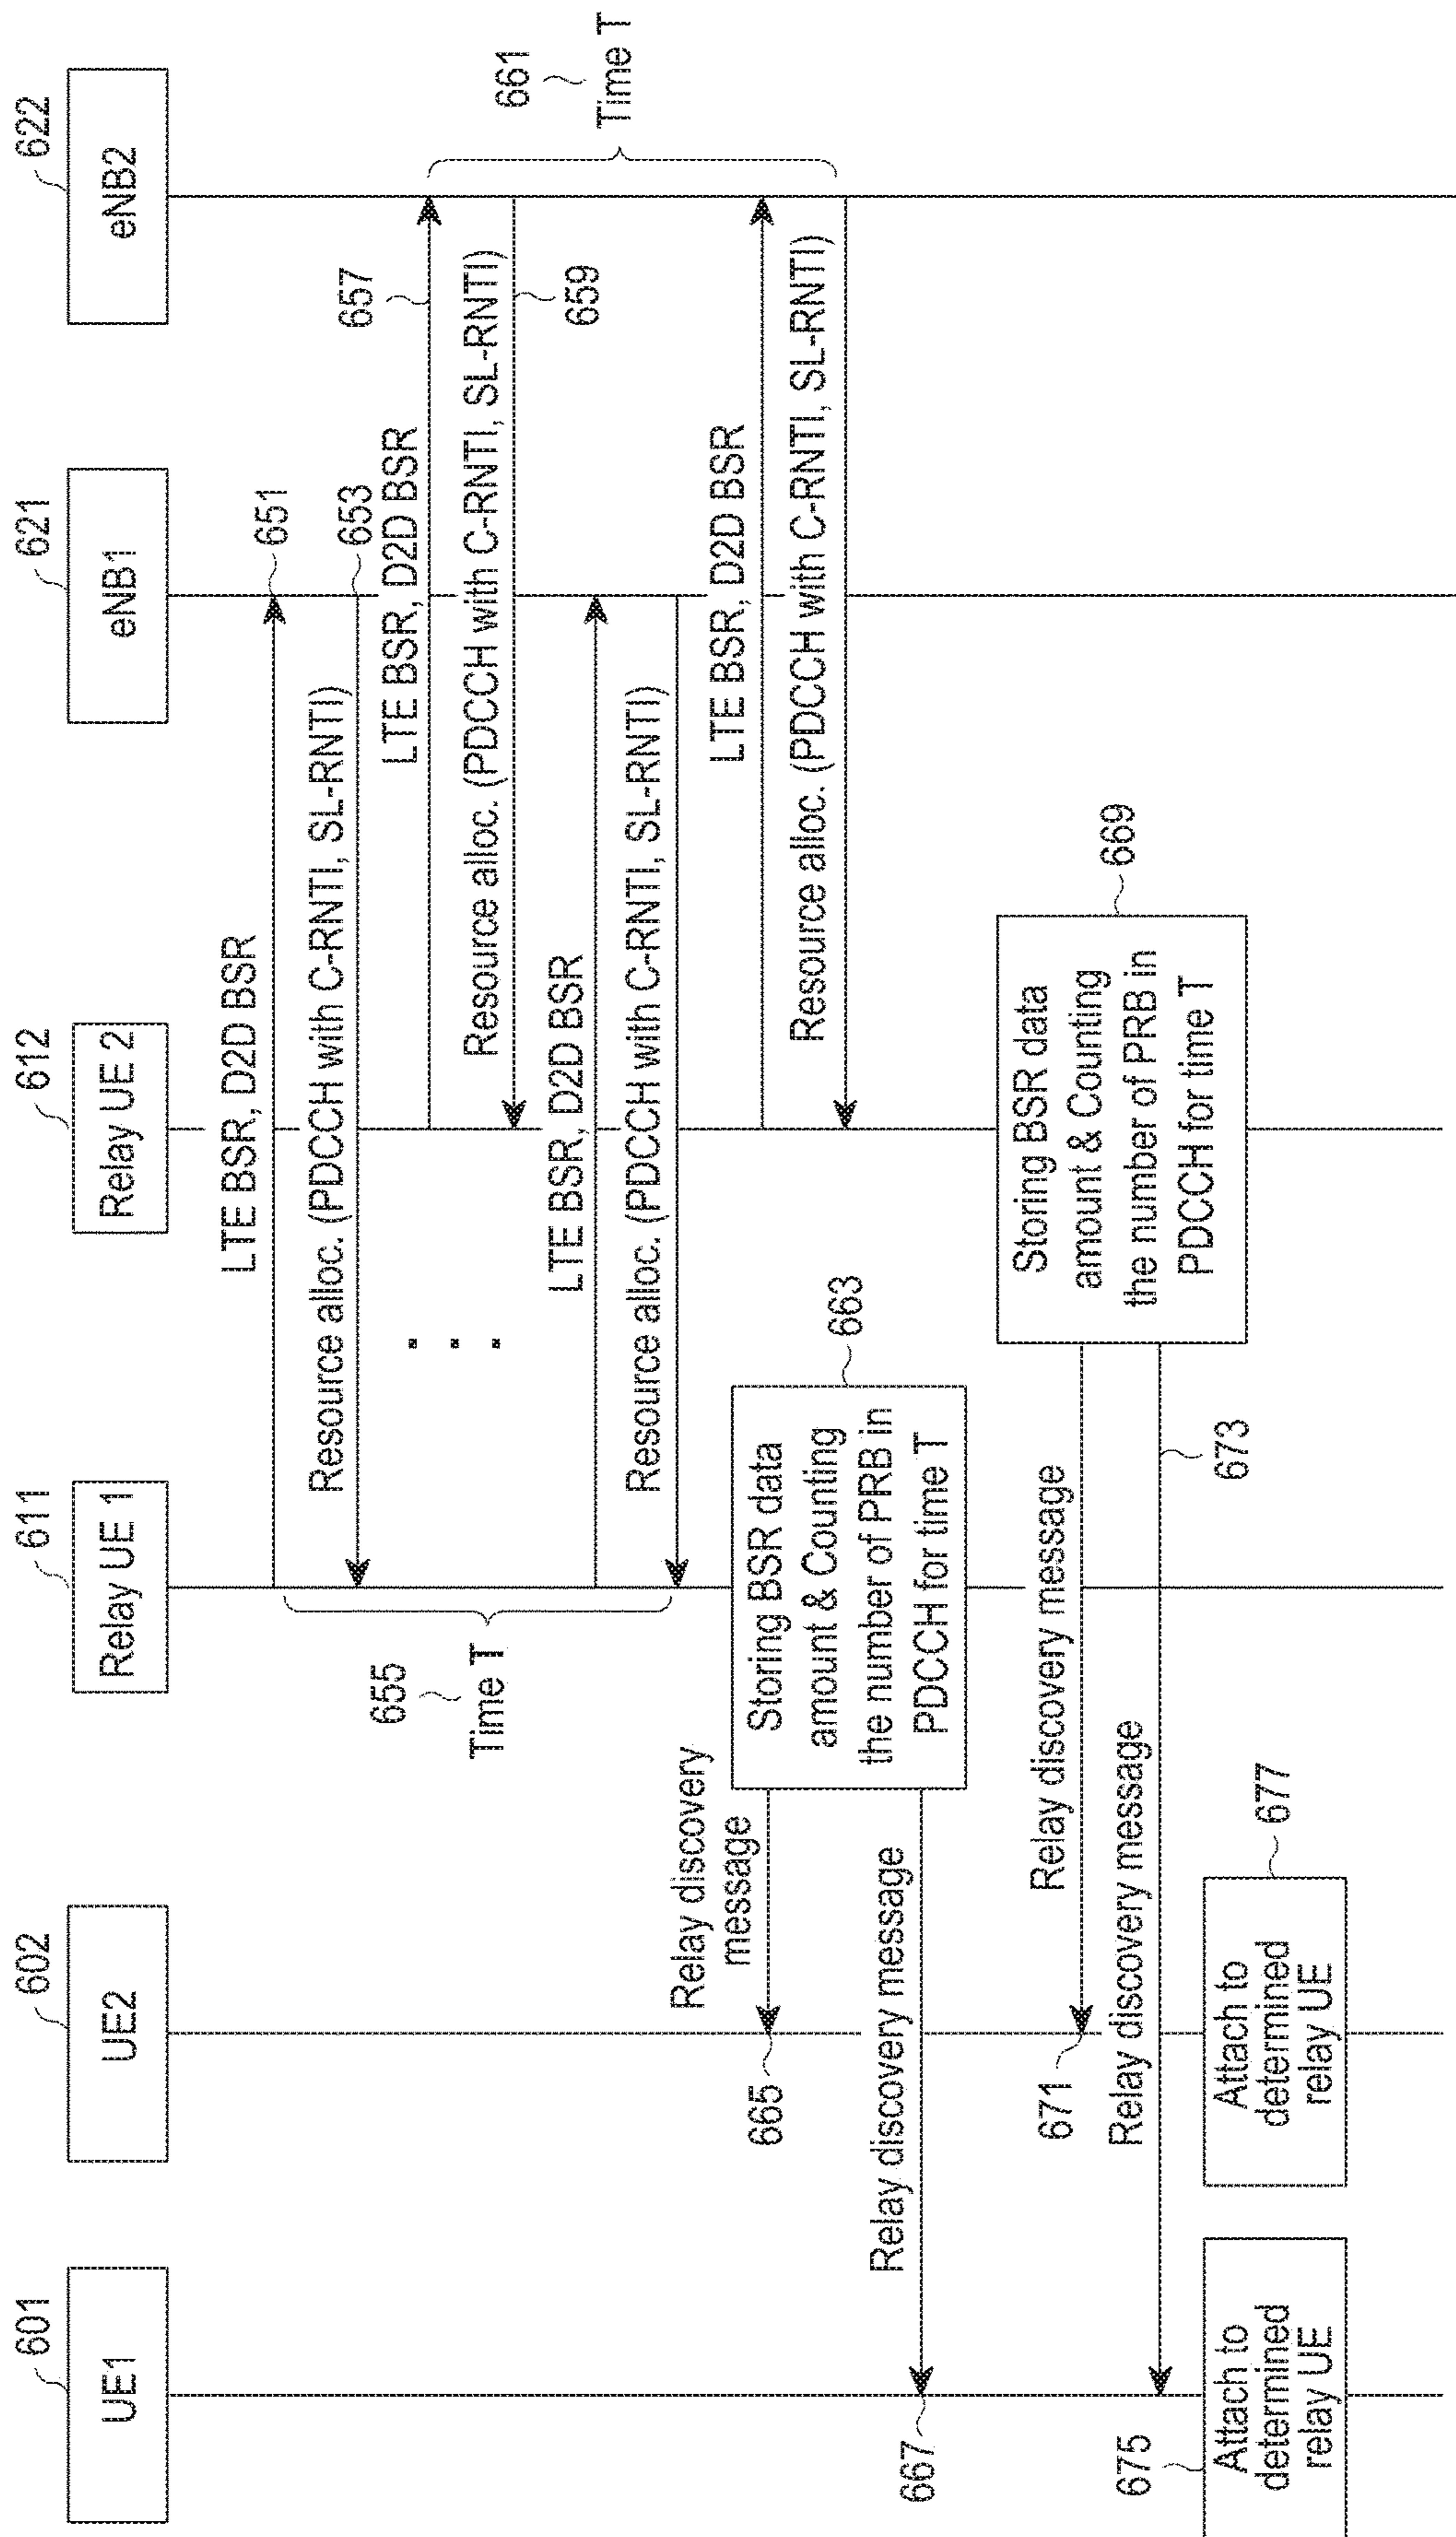 601
UE1
602
UE2
611
Relay UE 1
612
Relay UE 2
621
eNB1
622
eNB2
LTE BSR, D2D BSR
651
Resource alloc. (PDCCH with C-RNTI, SL-RNTI)
653
655
Time T
LTE BSR, D2D BSR
657
Resource alloc. (PDCCH with C-RNTI, SL-RNTI)
659
661
Time T
. . .
LTE BSR, D2D BSR
Resource alloc. (PDCCH with C-RNTI, SL-RNTI)
LTE BSR, D2D BSR
Resource alloc. (PDCCH with C-RNTI, SL-RNTI)
663
Storing BSR data
amount & Counting
the number of PRB in
PDCCH for time T
Relay discovery
message
665
Relay discovery message
667
669
Storing BSR data
amount & Counting
the number of PRB in
PDCCH for time T
Relay discovery message
671
Relay discovery message
673
675
Attach to
determined
relay UE
677
Attach to
determined
relay UE